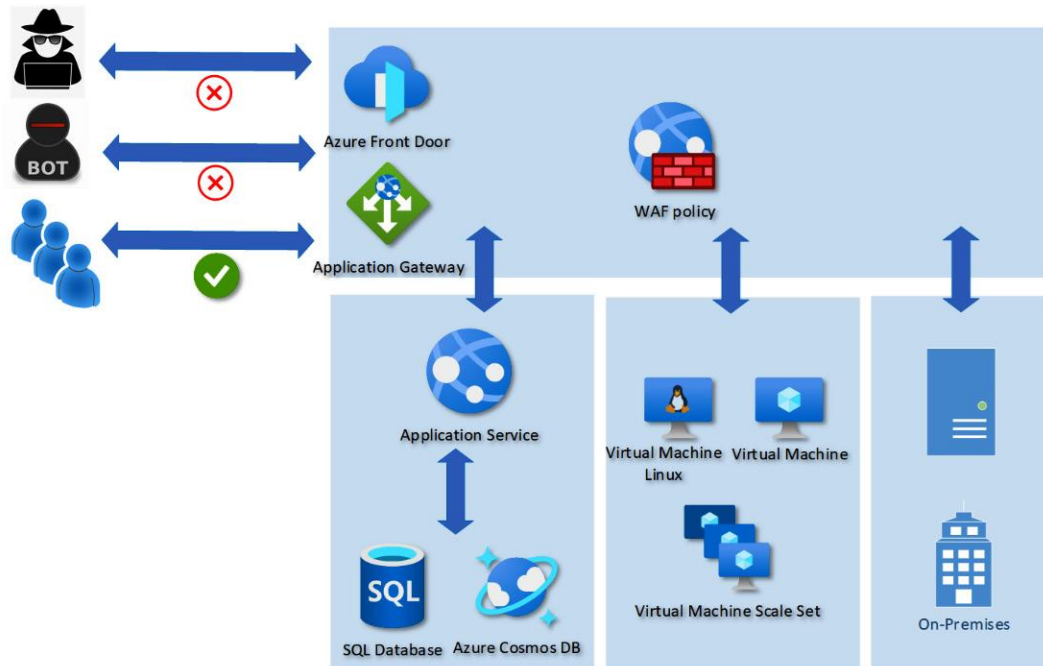 Azure Front Door
BOT
WAF policy
Application Gateway
Application Service
Virtual Machine
Linux
Virtual Machine
SQL
Virtual Machine Scale Set
On-Premises
SQL Database
Azure Cosmos DB